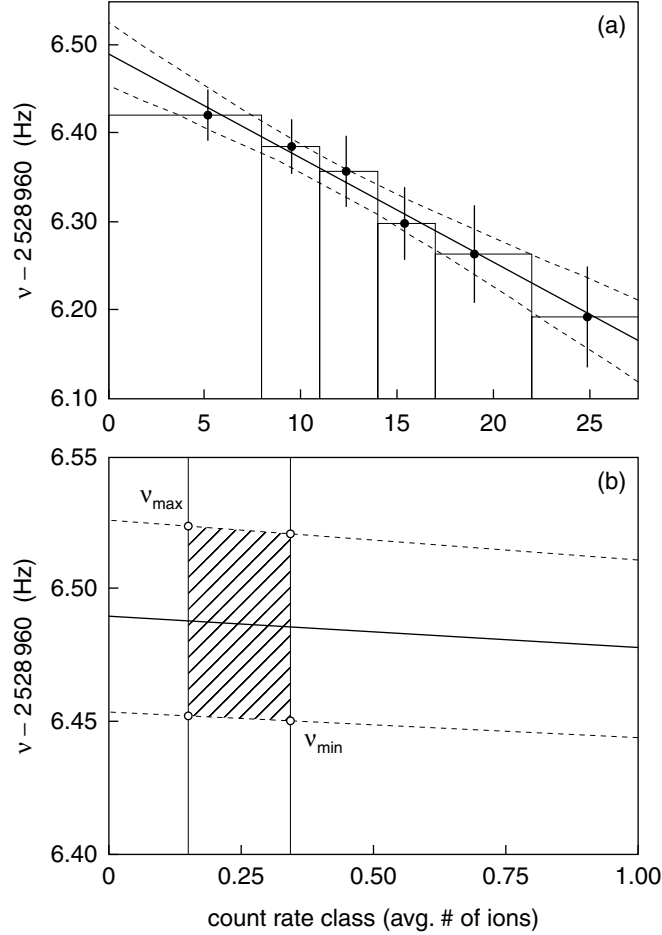 (a)
6.50
6.40
6.30
6.20
6.10
ν – 2 528 960 (Hz)
0 5 10 15 20 25
(b)
6.55
6.50
6.45
6.40
ν – 2 528 960 (Hz)
νmax
νmin
0 0.25 0.50 0.75 1.00
count rate class (avg. # of ions)